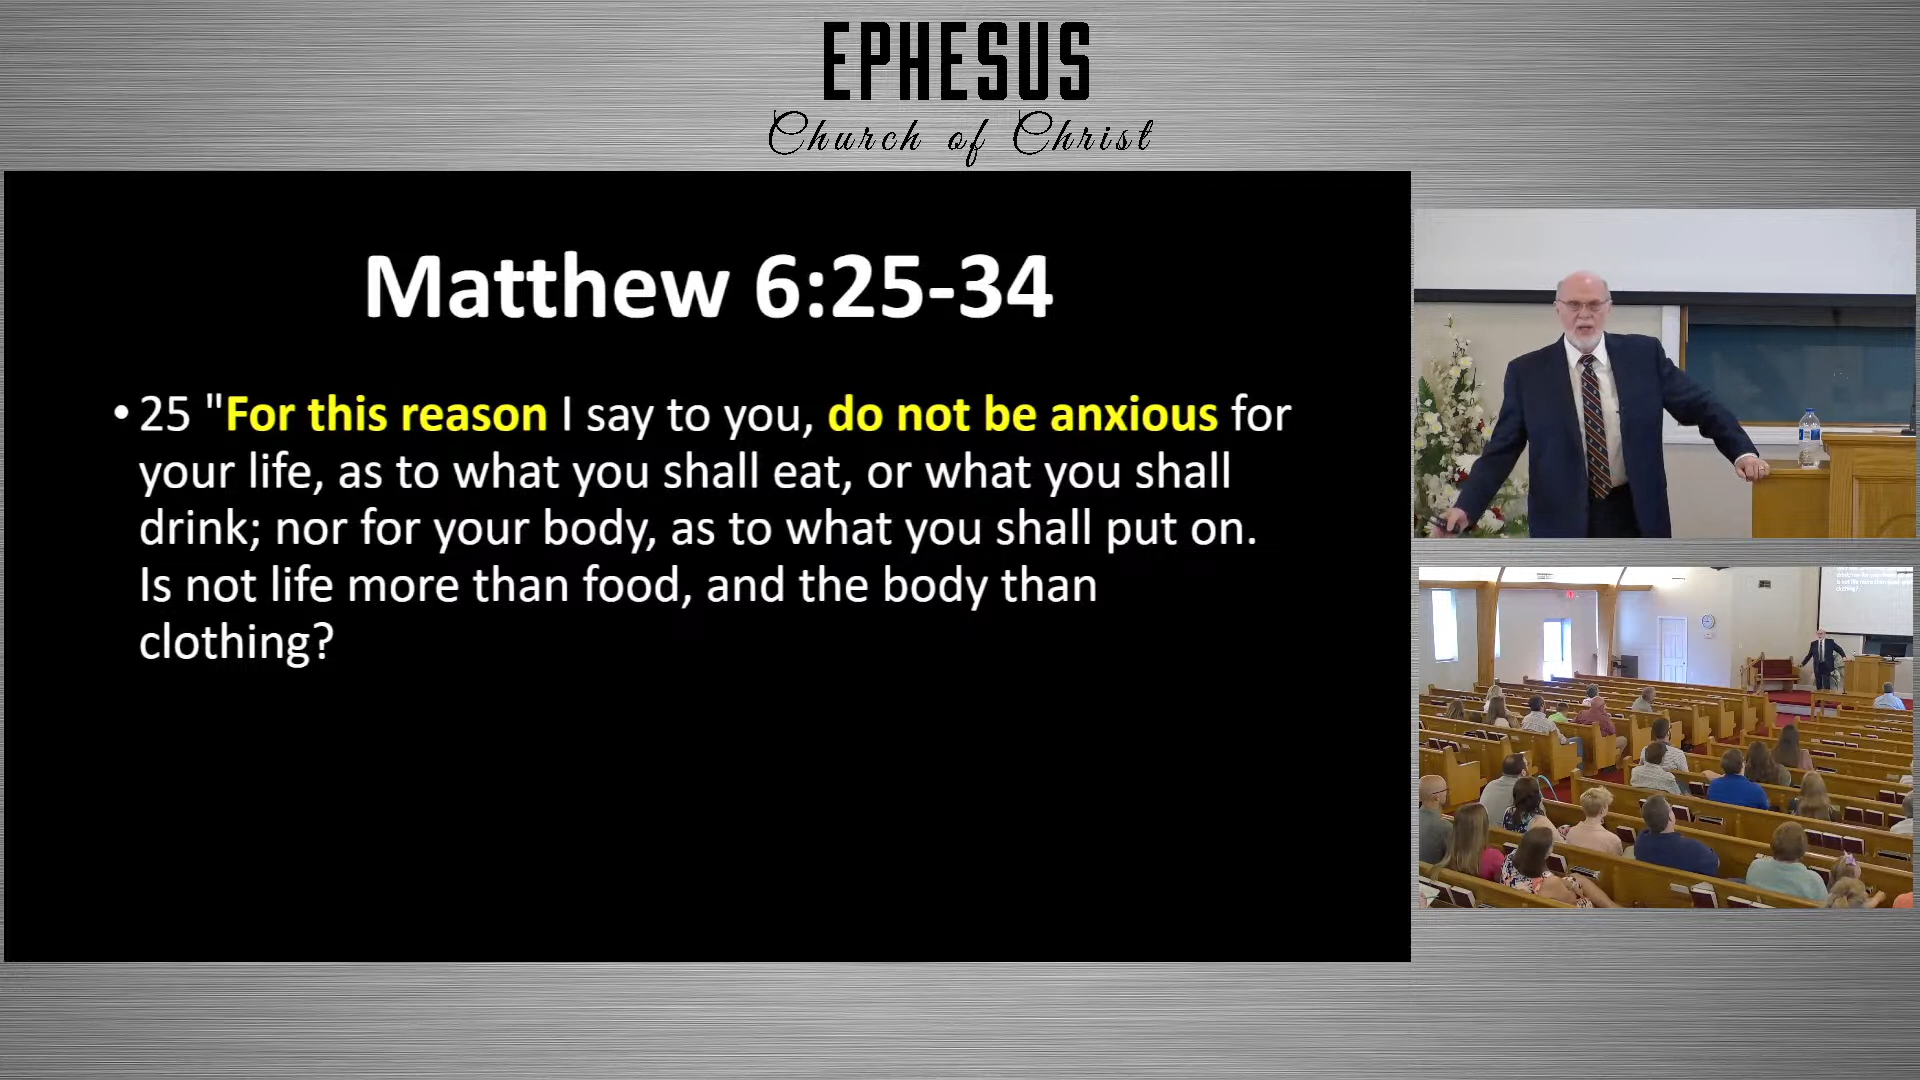 EPHESUS
Church of Christ
Matthew 6:25-34
• 25 "For this reason I say to you, do not be anxious for
your life, as to what you shall eat, or what you shall
drink; nor for your body, as to what you shall put on.
Is not life more than food, and the body than
clothing?